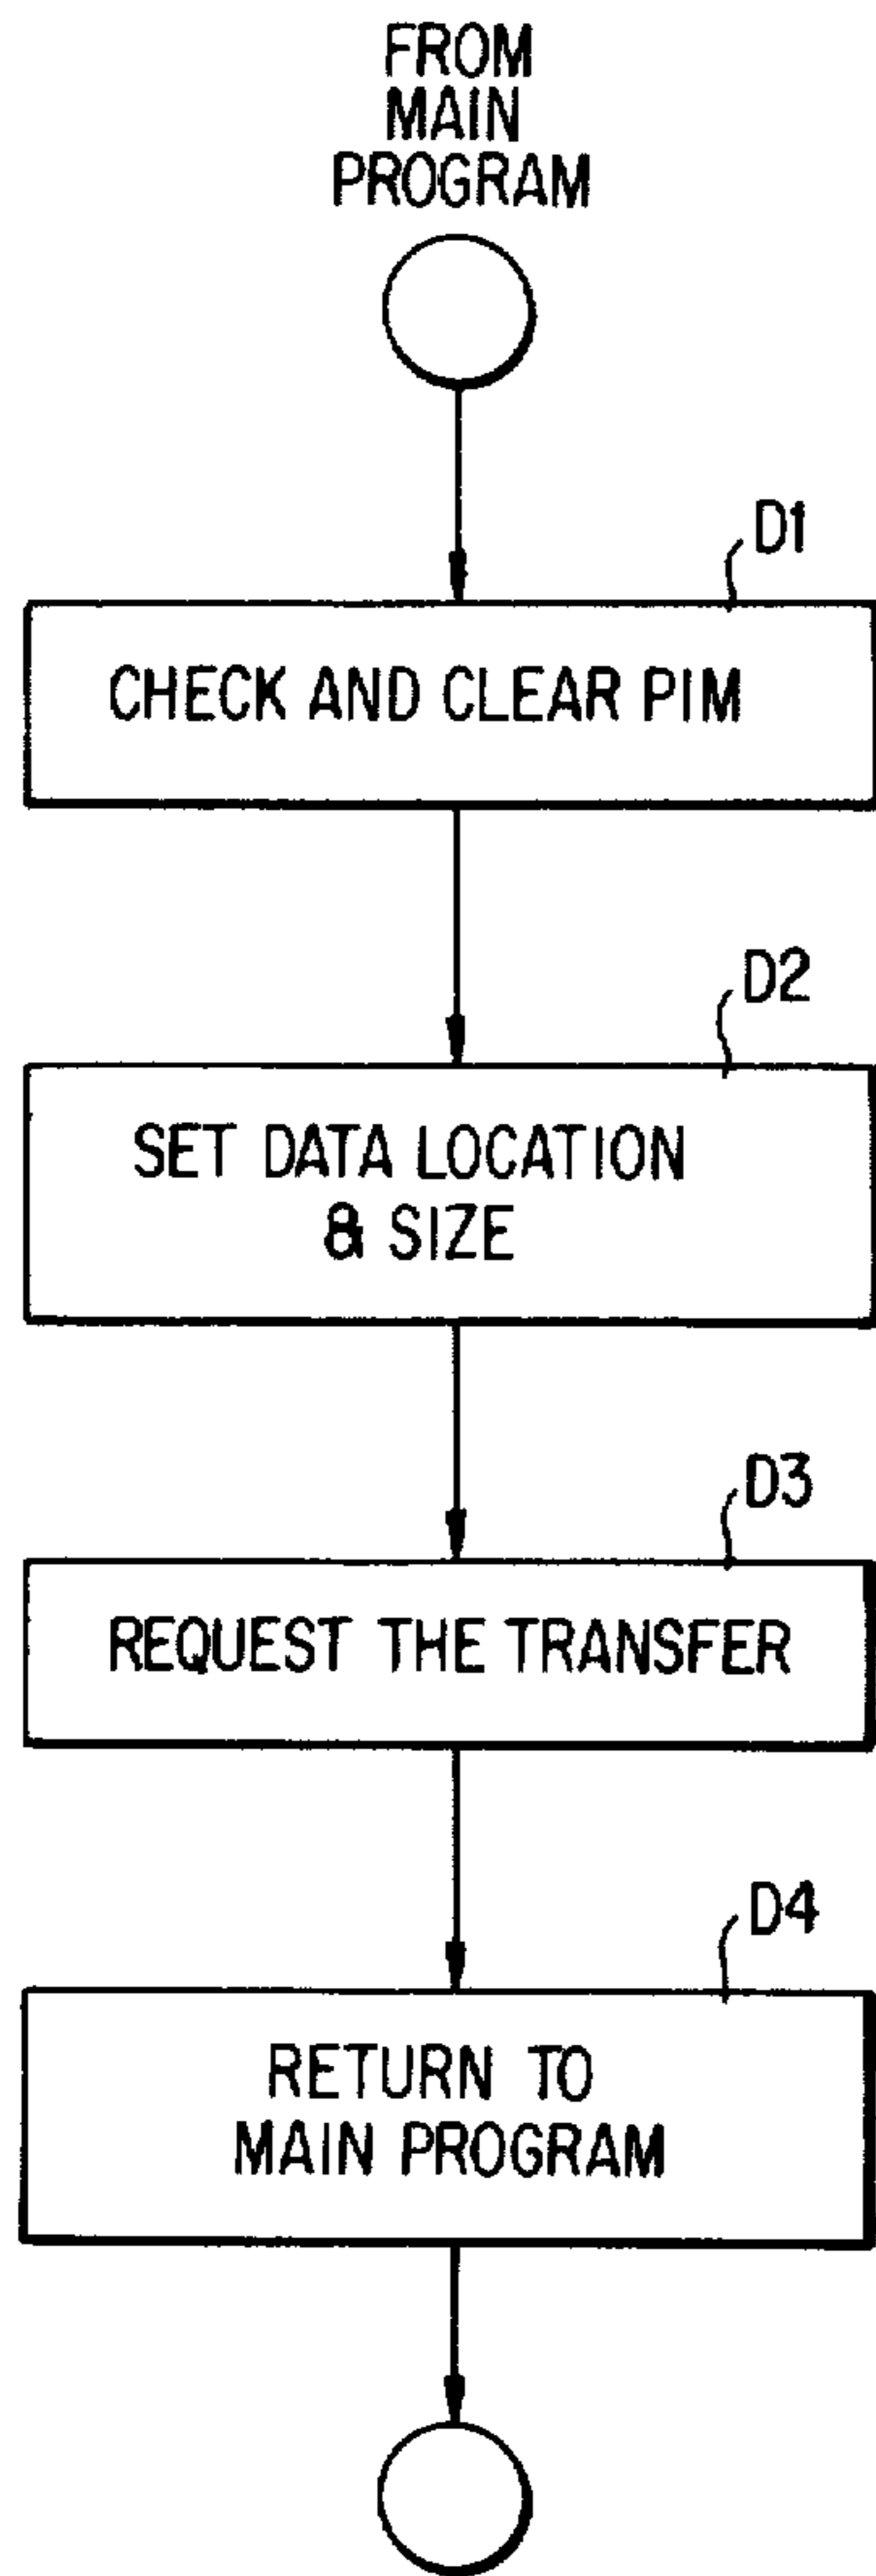 FROM
MAIN
PROGRAM
D1
CHECK AND CLEAR PIM
D2
SET DATA LOCATION
& SIZE
D3
REQUEST THE TRANSFER
D4
RETURN TO
MAIN PROGRAM